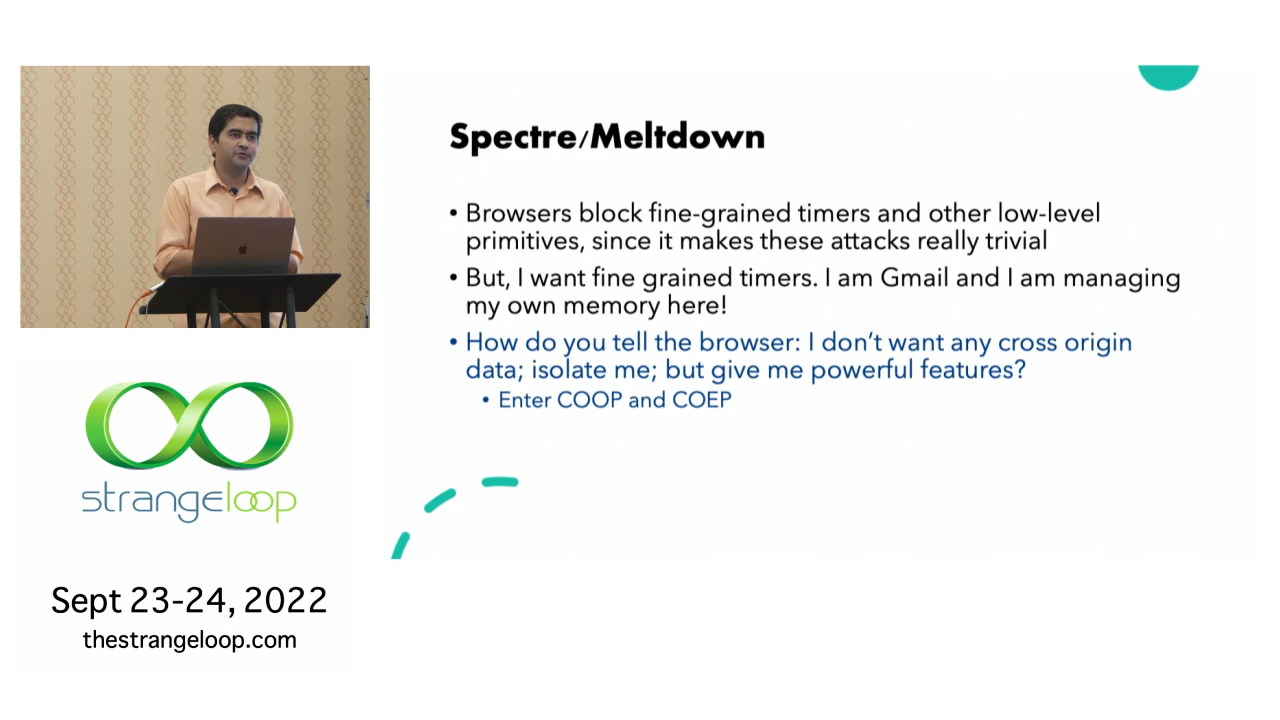 Spectre/Meltdown
• Browsers block fine-grained timers and other low-level
primitives, since it makes these attacks really trivial
• But, I want fine grained timers. I am Gmail and I am managing
my own memory here!
• How do you tell the browser: I don’t want any cross origin
data; isolate me; but give me powerful features?
• Enter COOP and COEP
strangeloop
Sept 23-24, 2022
thestrangeloop.com